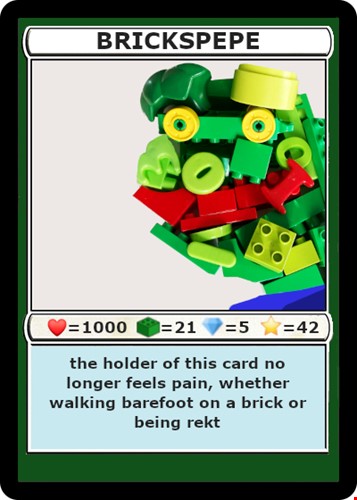 BRICKSPEPE
❤️=1000 =21 💎=5 ⭐=42
the holder of this card no
longer feels pain, whether
walking barefoot on a brick or
being rekt